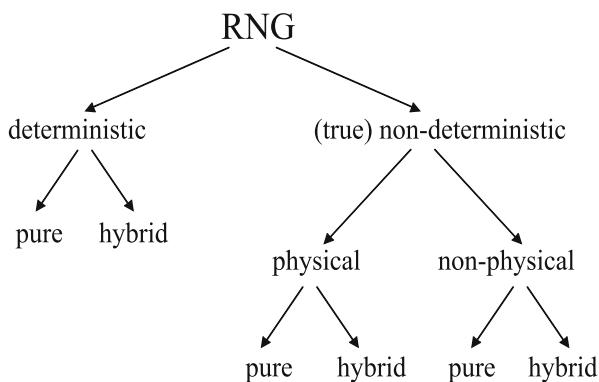 RNG
deterministic (true) non-deterministic
pure hybrid
physical non-physical
pure hybrid pure hybrid